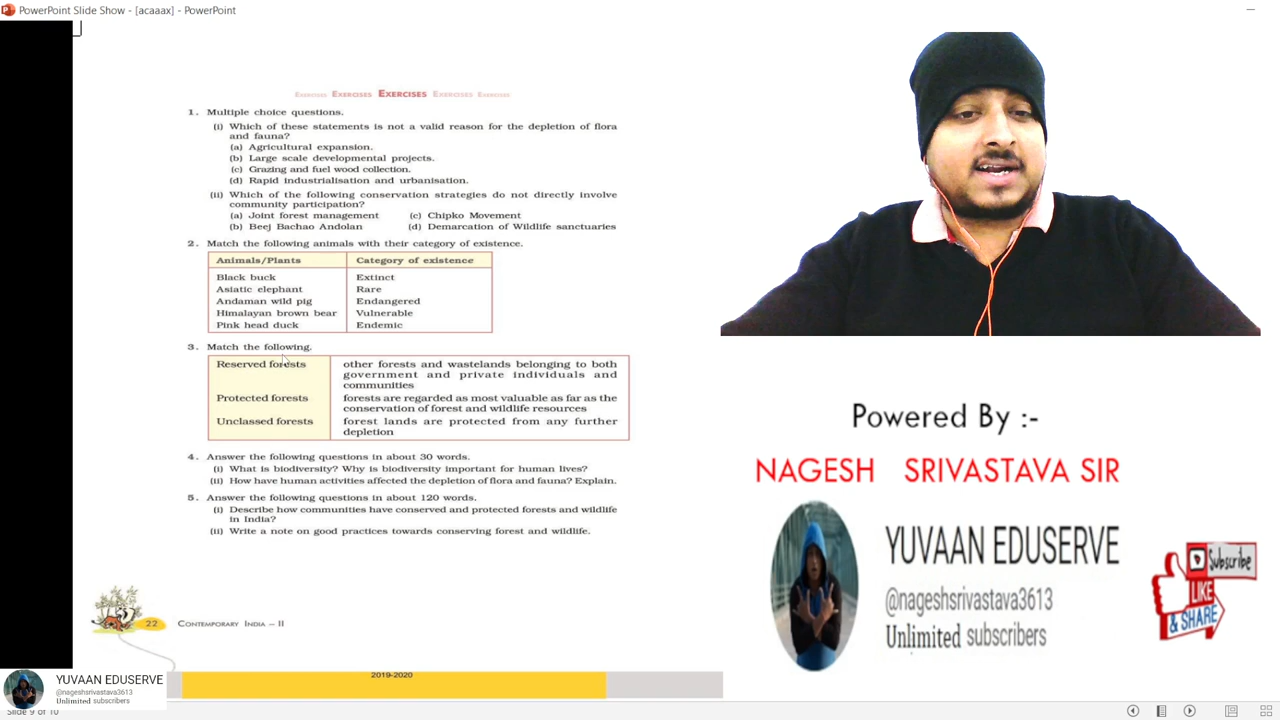 PowerPoint Slide Show - [acaaax] - PowerPoint
EXERCISES EXERCISES EXERCISES EXERCISES EXERCISES
1. Multiple choice questions.
(i) Which of these statements is not a valid reason for the depletion of flora
and fauna?
(a) Agricultural expansion.
(b) Large scale developmental projects.
(c) Grazing and fuel wood collection.
(d) Rapid industrialisation and urbanisation.
(ii) Which of the following conservation strategies do not directly involve
community participation?
(a) Joint forest management (c) Chipko Movement
(b) Beej Bachao Andolan (d) Demarcation of Wildlife sanctuaries
2. Match the following animals with their category of existence.
Animals/Plants Category of existence
Black buck Extinct
Asiatic elephant Rare
Andaman wild pig Endangered
Himalayan brown bear Vulnerable
Pink head duck Endemic
3. Match the following.
Reserved forests other forests and wastelands belonging to both
government and private individuals and
communities
Protected forests forests are regarded as most valuable as far as the
conservation of forest and wildlife resources
Unclassed forests forest lands are protected from any further
depletion
4. Answer the following questions in about 30 words.
(i) What is biodiversity? Why is biodiversity important for human lives?
(ii) How have human activities affected the depletion of flora and fauna? Explain.
5. Answer the following questions in about 120 words.
(i) Describe how communities have conserved and protected forests and wildlife
in India?
(ii) Write a note on good practices towards conserving forest and wildlife.
22 CONTEMPORARY INDIA – II
2019-2020
Powered By :-
NAGESH SRIVASTAVA SIR
YUVAAN EDUSERVE
@nageshsrivastava3613
Unlimited subscribers
Subscribe
LIKE
& SHARE
YUVAAN EDUSERVE
@nageshsrivastava3613
Unlimited subscribers
Slide 9 of 10